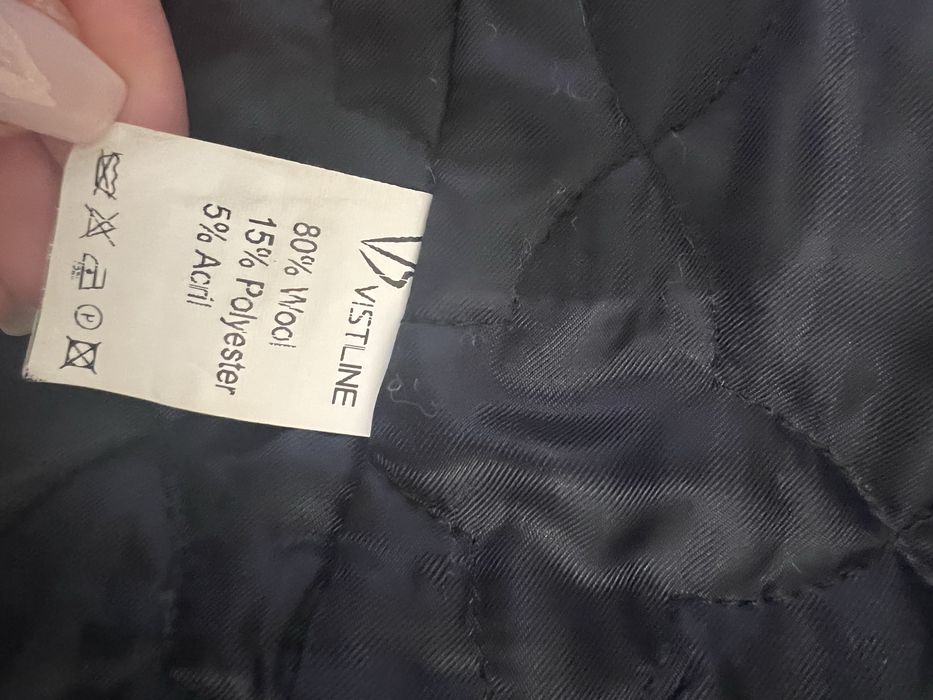 VISTLINE
80% Wool
15% Polyester
5% Acril
P